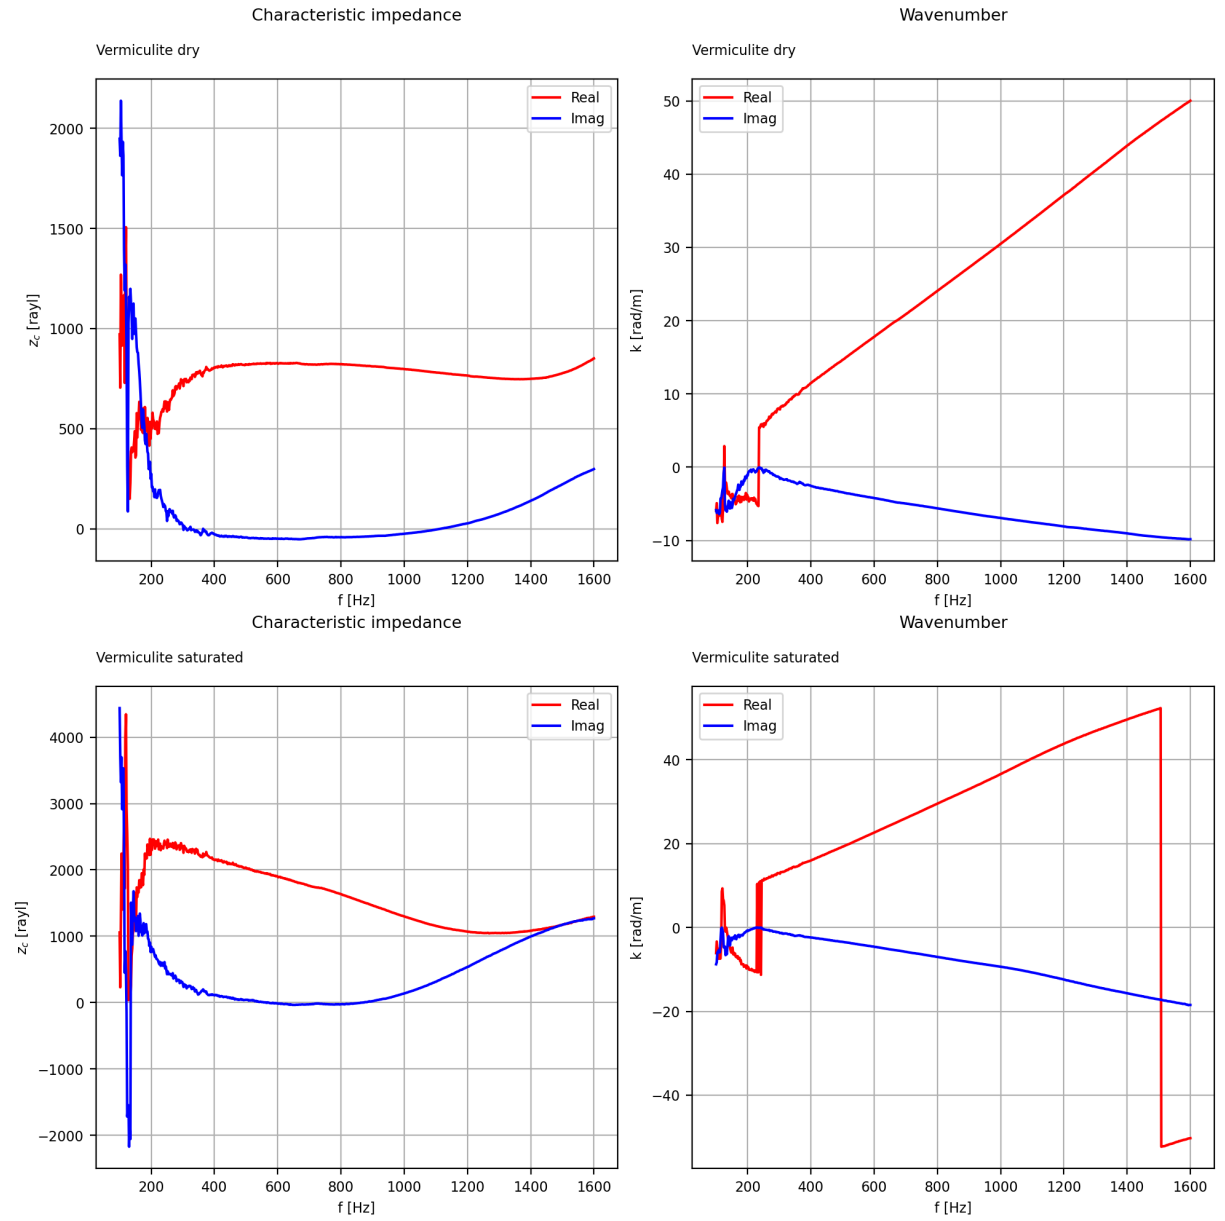 Characteristic impedance
Vermiculite dry
Real
Imag
2000
1500
1000
500
0
z_c [rayl]
200 400 600 800 1000 1200 1400 1600
f [Hz]
Wavenumber
Vermiculite dry
Real
Imag
50
40
30
20
10
0
−10
k [rad/m]
200 400 600 800 1000 1200 1400 1600
f [Hz]
Characteristic impedance
Vermiculite saturated
Real
Imag
4000
3000
2000
1000
0
−1000
−2000
z_c [rayl]
200 400 600 800 1000 1200 1400 1600
f [Hz]
Wavenumber
Vermiculite saturated
Real
Imag
40
20
0
−20
−40
k [rad/m]
200 400 600 800 1000 1200 1400 1600
f [Hz]